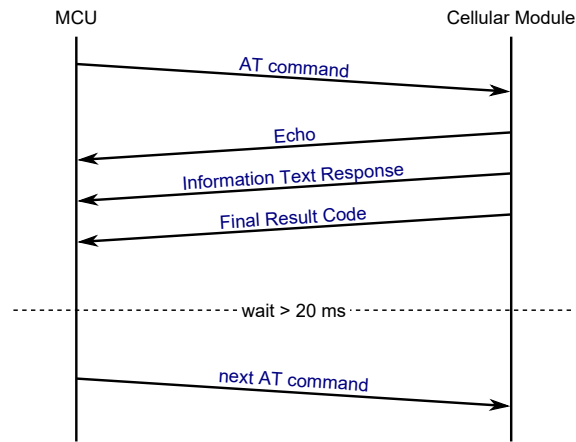 MCU
Cellular Module
AT command
Echo
Information Text Response
Final Result Code
wait > 20 ms
next AT command